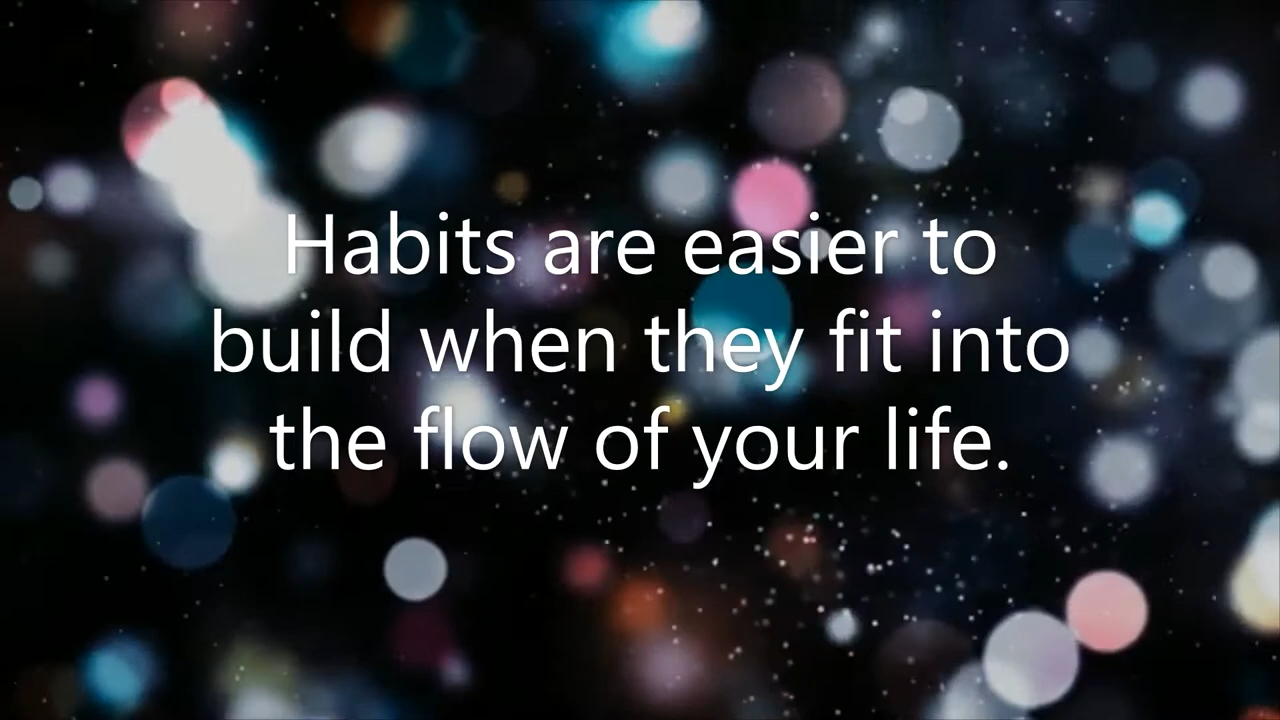 Habits are easier to
build when they fit into
the flow of your life.